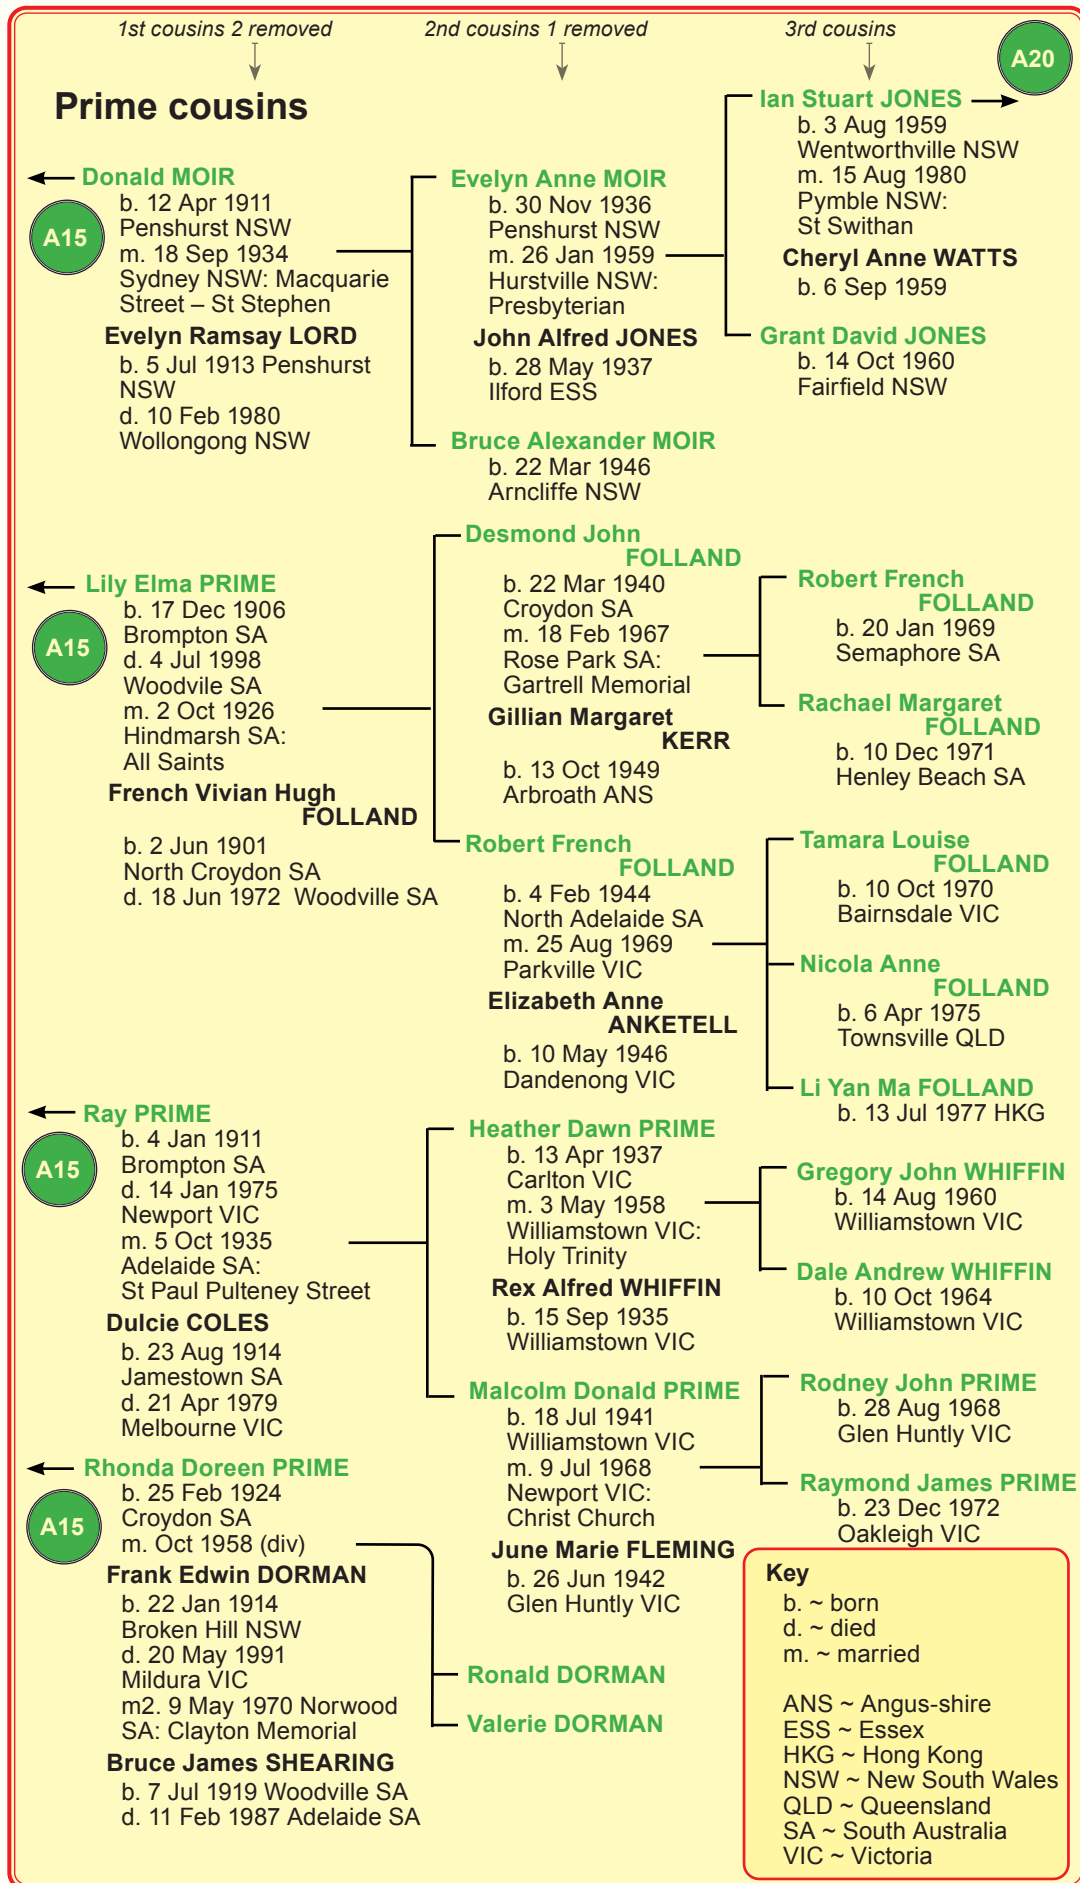 1st cousins 2 removed
2nd cousins 1 removed
3rd cousins
A20
Prime cousins
Donald MOIR
A15
b. 12 Apr 1911
Penshurst NSW
m. 18 Sep 1934
Sydney NSW: Macquarie
Street – St Stephen
Evelyn Ramsay LORD
b. 5 Jul 1913 Penshurst
NSW
d. 10 Feb 1980
Wollongong NSW
Lily Elma PRIME
A15
b. 17 Dec 1906
Brompton SA
d. 4 Jul 1998
Woodvile SA
m. 2 Oct 1926
Hindmarsh SA:
All Saints
French Vivian Hugh
FOLLAND
b. 2 Jun 1901
North Croydon SA
d. 18 Jun 1972 Woodville SA
Ray PRIME
A15
b. 4 Jan 1911
Brompton SA
d. 14 Jan 1975
Newport VIC
m. 5 Oct 1935
Adelaide SA:
St Paul Pulteney Street
Dulcie COLES
b. 23 Aug 1914
Jamestown SA
d. 21 Apr 1979
Melbourne VIC
Rhonda Doreen PRIME
A15
b. 25 Feb 1924
Croydon SA
m. Oct 1958 (div)
Frank Edwin DORMAN
b. 22 Jan 1914
Broken Hill NSW
d. 20 May 1991
Mildura VIC
m2. 9 May 1970 Norwood
SA: Clayton Memorial
Bruce James SHEARING
b. 7 Jul 1919 Woodville SA
d. 11 Feb 1987 Adelaide SA
Evelyn Anne MOIR
b. 30 Nov 1936
Penshurst NSW
m. 26 Jan 1959
Hurstville NSW:
Presbyterian
John Alfred JONES
b. 28 May 1937
Ilford ESS
Bruce Alexander MOIR
b. 22 Mar 1946
Arncliffe NSW
Desmond John
FOLLAND
b. 22 Mar 1940
Croydon SA
m. 18 Feb 1967
Rose Park SA:
Gartrell Memorial
Gillian Margaret
KERR
b. 13 Oct 1949
Arbroath ANS
Robert French
FOLLAND
b. 4 Feb 1944
North Adelaide SA
m. 25 Aug 1969
Parkville VIC
Elizabeth Anne
ANKETELL
b. 10 May 1946
Dandenong VIC
Heather Dawn PRIME
b. 13 Apr 1937
Carlton VIC
m. 3 May 1958
Williamstown VIC:
Holy Trinity
Rex Alfred WHIFFIN
b. 15 Sep 1935
Williamstown VIC
Malcolm Donald PRIME
b. 18 Jul 1941
Williamstown VIC
m. 9 Jul 1968
Newport VIC:
Christ Church
June Marie FLEMING
b. 26 Jun 1942
Glen Huntly VIC
Ronald DORMAN
Valerie DORMAN
Ian Stuart JONES
b. 3 Aug 1959
Wentworthville NSW
m. 15 Aug 1980
Pymble NSW:
St Swithan
Cheryl Anne WATTS
b. 6 Sep 1959
Grant David JONES
b. 14 Oct 1960
Fairfield NSW
Robert French
FOLLAND
b. 20 Jan 1969
Semaphore SA
Rachael Margaret
FOLLAND
b. 10 Dec 1971
Henley Beach SA
Tamara Louise
FOLLAND
b. 10 Oct 1970
Bairnsdale VIC
Nicola Anne
FOLLAND
b. 6 Apr 1975
Townsville QLD
Li Yan Ma FOLLAND
b. 13 Jul 1977 HKG
Gregory John WHIFFIN
b. 14 Aug 1960
Williamstown VIC
Dale Andrew WHIFFIN
b. 10 Oct 1964
Williamstown VIC
Rodney John PRIME
b. 28 Aug 1968
Glen Huntly VIC
Raymond James PRIME
b. 23 Dec 1972
Oakleigh VIC
Key
b. ~ born
d. ~ died
m. ~ married
ANS ~ Angus-shire
ESS ~ Essex
HKG ~ Hong Kong
NSW ~ New South Wales
QLD ~ Queensland
SA ~ South Australia
VIC ~ Victoria